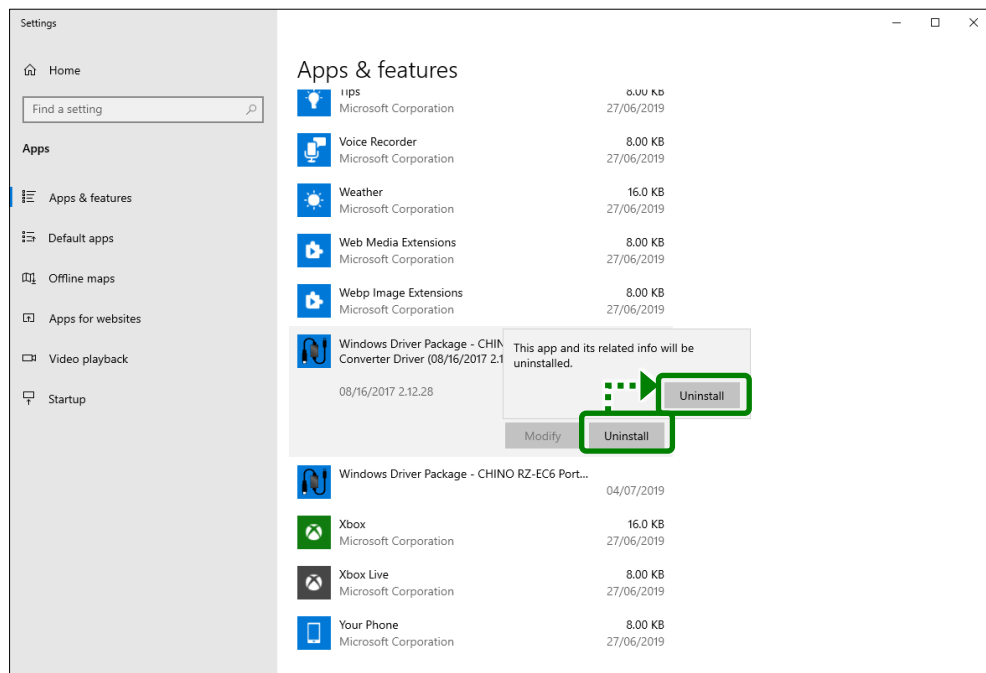 Settings
Home
Find a setting
Apps
Apps & features
Default apps
Offline maps
Apps for websites
Video playback
Startup
Apps & features
Tips 8.00 KB
Microsoft Corporation 27/06/2019
Voice Recorder 8.00 KB
Microsoft Corporation 27/06/2019
Weather 16.0 KB
Microsoft Corporation 27/06/2019
Web Media Extensions 8.00 KB
Microsoft Corporation 27/06/2019
Webp Image Extensions 8.00 KB
Microsoft Corporation 27/06/2019
Windows Driver Package - CHIN
Converter Driver (08/16/2017 2.1
08/16/2017 2.12.28
This app and its related info will be
uninstalled.
Uninstall
Modify Uninstall
Windows Driver Package - CHINO RZ-EC6 Port...
04/07/2019
Xbox 16.0 KB
Microsoft Corporation 27/06/2019
Xbox Live 8.00 KB
Microsoft Corporation 27/06/2019
Your Phone 8.00 KB
Microsoft Corporation 27/06/2019